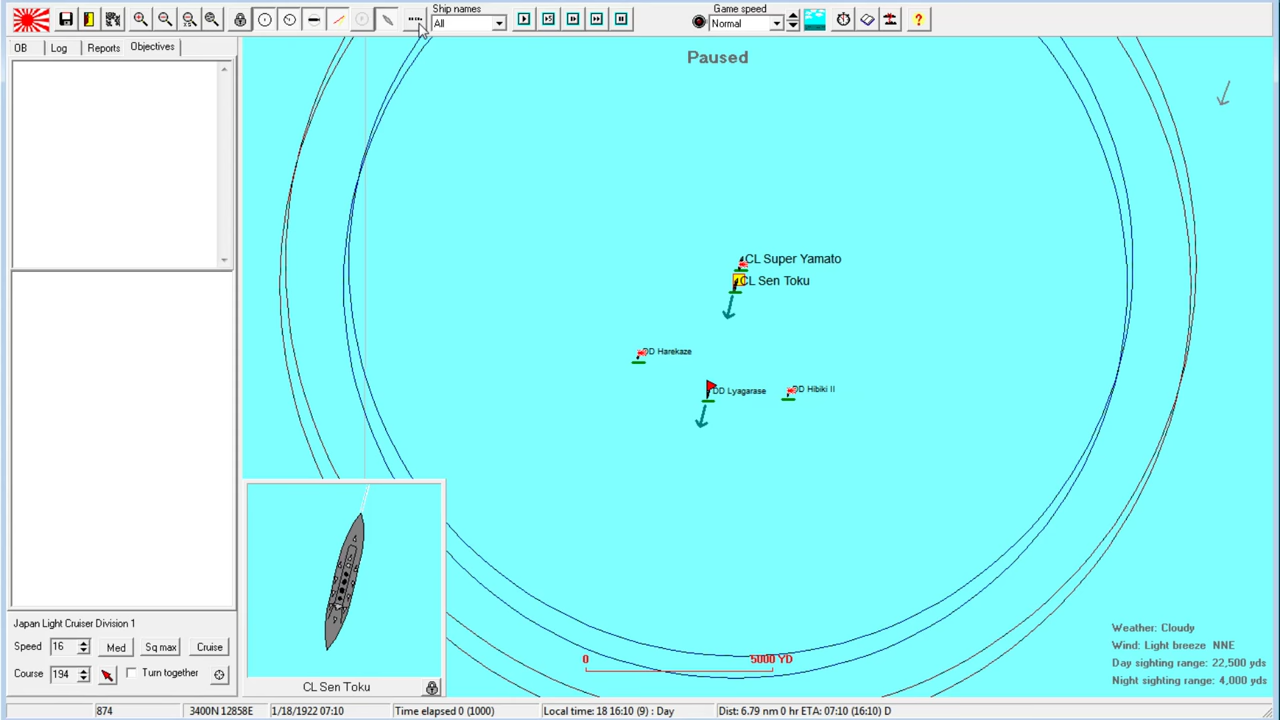 Ship names
All
Game speed
Normal
?
OB
Log
Reports
Objectives
Paused
CL Super Yamato
CL Sen Toku
DD Harekaze
DD Lyagarase
DD Hibiki II
0
5000 YD
Weather: Cloudy
Wind: Light breeze NNE
Day sighting range: 22,500 yds
Night sighting range: 4,000 yds
CL Sen Toku
Japan Light Cruiser Division 1
Speed
16
Med
Sq max
Cruise
Course
194
Turn together
874
3400N 12858E
1/18/1922 07:10
Time elapsed 0 (1000)
Local time: 18 16:10 (9) : Day
Dist: 6.79 nm 0 hr ETA: 07:10 (16:10) D